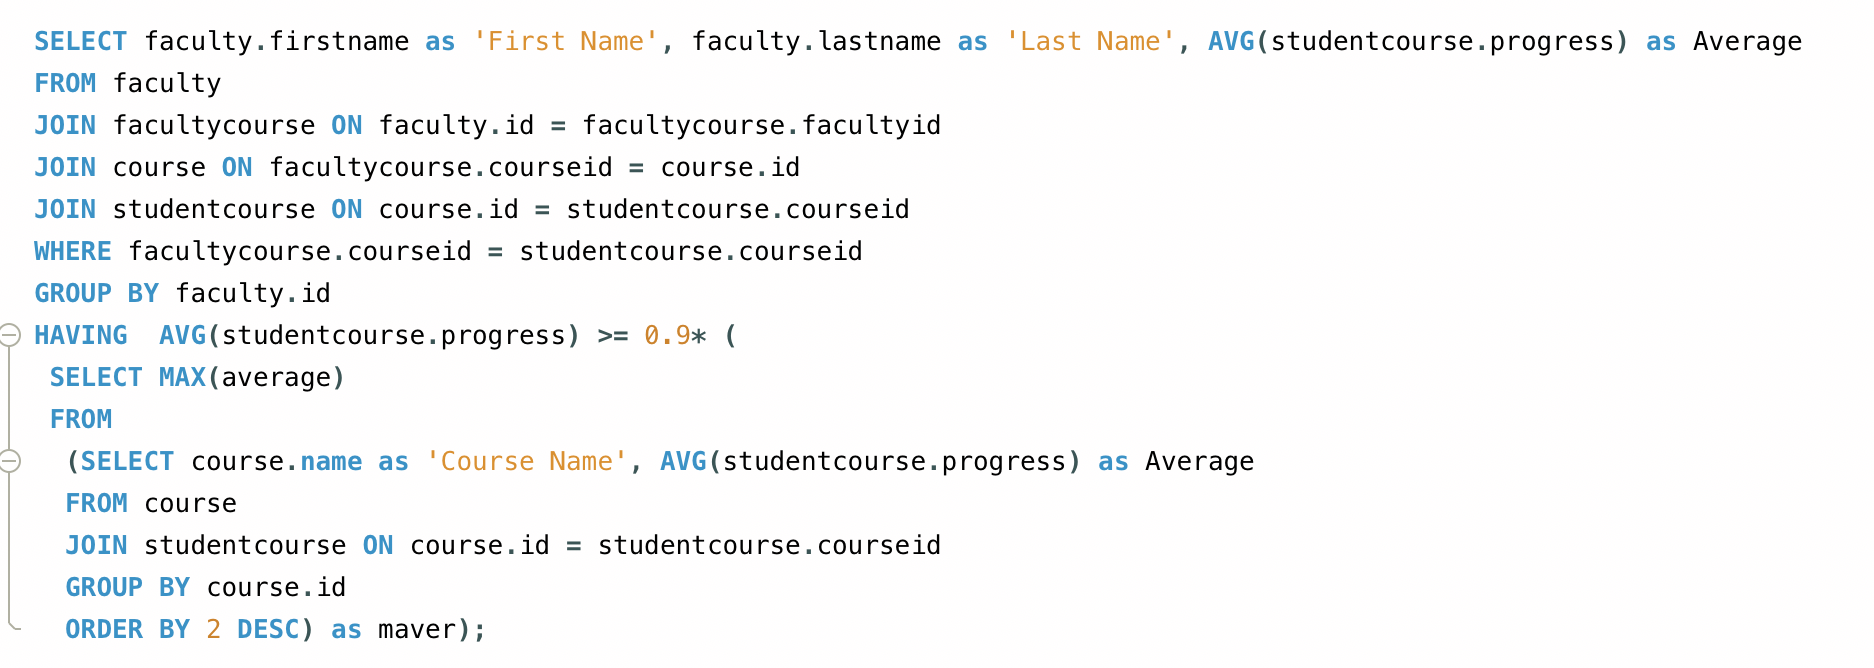 SELECT faculty.firstname as 'First Name', faculty.lastname as 'Last Name', AVG(studentcourse.progress) as Average
FROM faculty
JOIN facultycourse ON faculty.id = facultycourse.facultyid
JOIN course ON facultycourse.courseid = course.id
JOIN studentcourse ON course.id = studentcourse.courseid
WHERE facultycourse.courseid = studentcourse.courseid
GROUP BY faculty.id
HAVING  AVG(studentcourse.progress) >= 0.9* (
 SELECT MAX(average)
 FROM
  (SELECT course.name as 'Course Name', AVG(studentcourse.progress) as Average
  FROM course
  JOIN studentcourse ON course.id = studentcourse.courseid
  GROUP BY course.id
  ORDER BY 2 DESC) as maver);